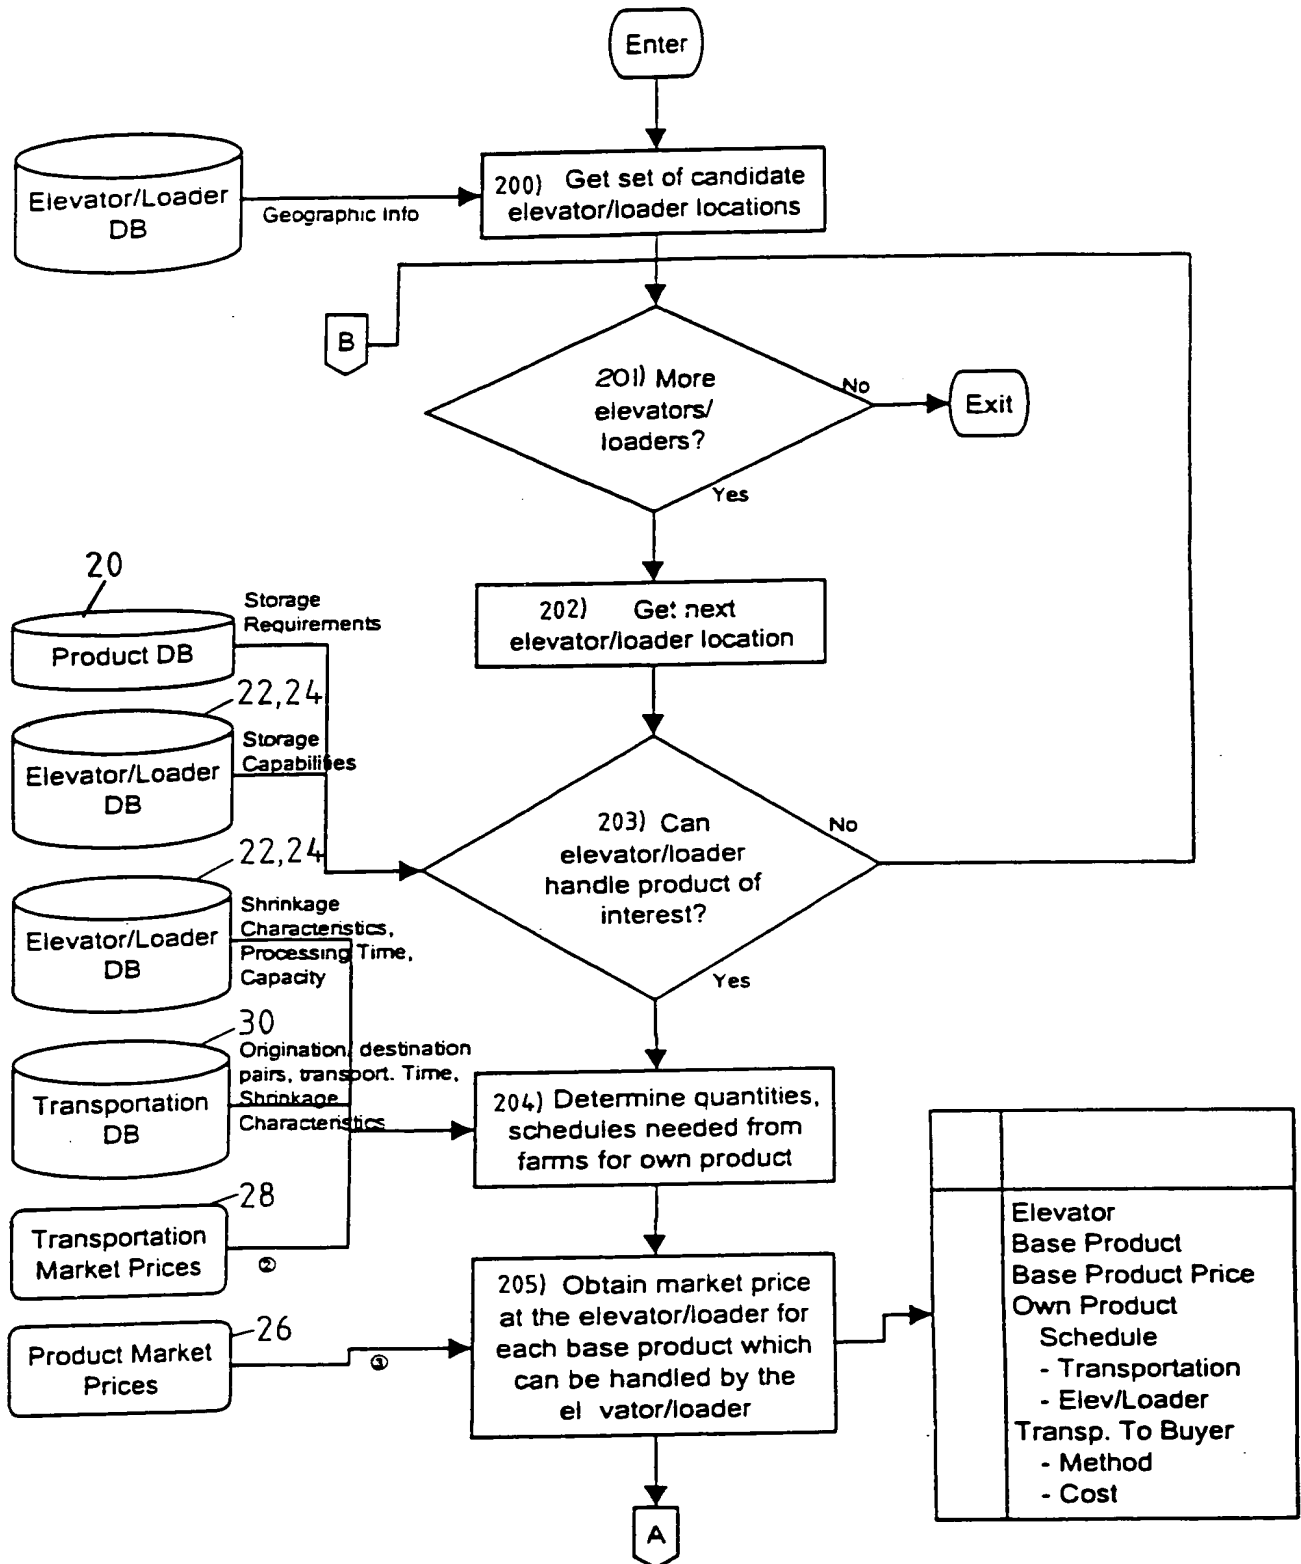 Enter
Elevator/Loader
DB
Geographic Info
200) Get set of candidate
elevator/loader locations
B
201) More
elevators/
loaders?
No
Exit
Yes
20
Storage
Requirements
Product DB
202) Get next
elevator/loader location
22,24
Storage
Capabilities
Elevator/Loader
DB
203) Can
elevator/loader
handle product of
interest?
No
Yes
22,24
Shrinkage
Characteristics,
Processing Time,
Capacity
Elevator/Loader
DB
30
Origination, destination
pairs, transport. Time,
Shrinkage
Characteristics
Transportation
DB
204) Determine quantities,
schedules needed from
farms for own product
28
Transportation
Market Prices
②
26
Product Market
Prices
205) Obtain market price
at the elevator/loader for
each base product which
can be handled by the
el vator/loader
Elevator
Base Product
Base Product Price
Own Product
Schedule
- Transportation
- Elev/Loader
Transp. To Buyer
- Method
- Cost
A